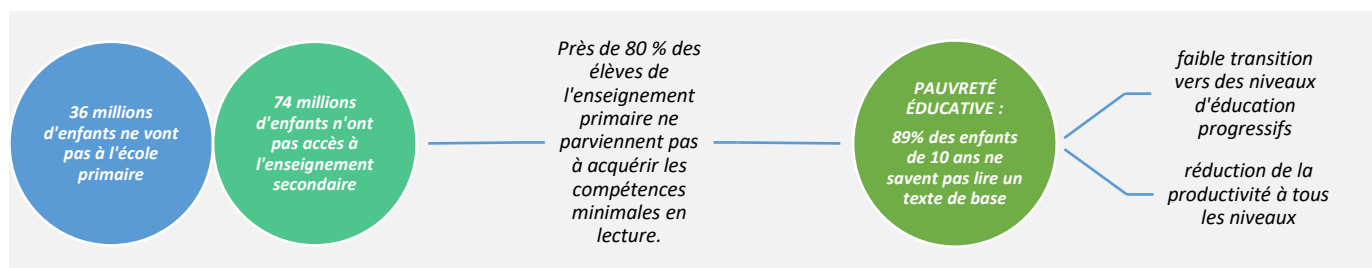 36 millions
d'enfants ne vont
pas à l'école
primaire
74 millions
d'enfants n'ont
pas accès à
l'enseignement
secondaire
Près de 80 % des
élèves de
l'enseignement
primaire ne
parviennent pas
à acquérir les
compétences
minimales en
lecture.
PAUVRETÉ
ÉDUCATIVE :
89% des enfants
de 10 ans ne
savent pas lire un
texte de base
faible transition
vers des niveaux
d'éducation
progressifs
réduction de la
productivité à tous
les niveaux